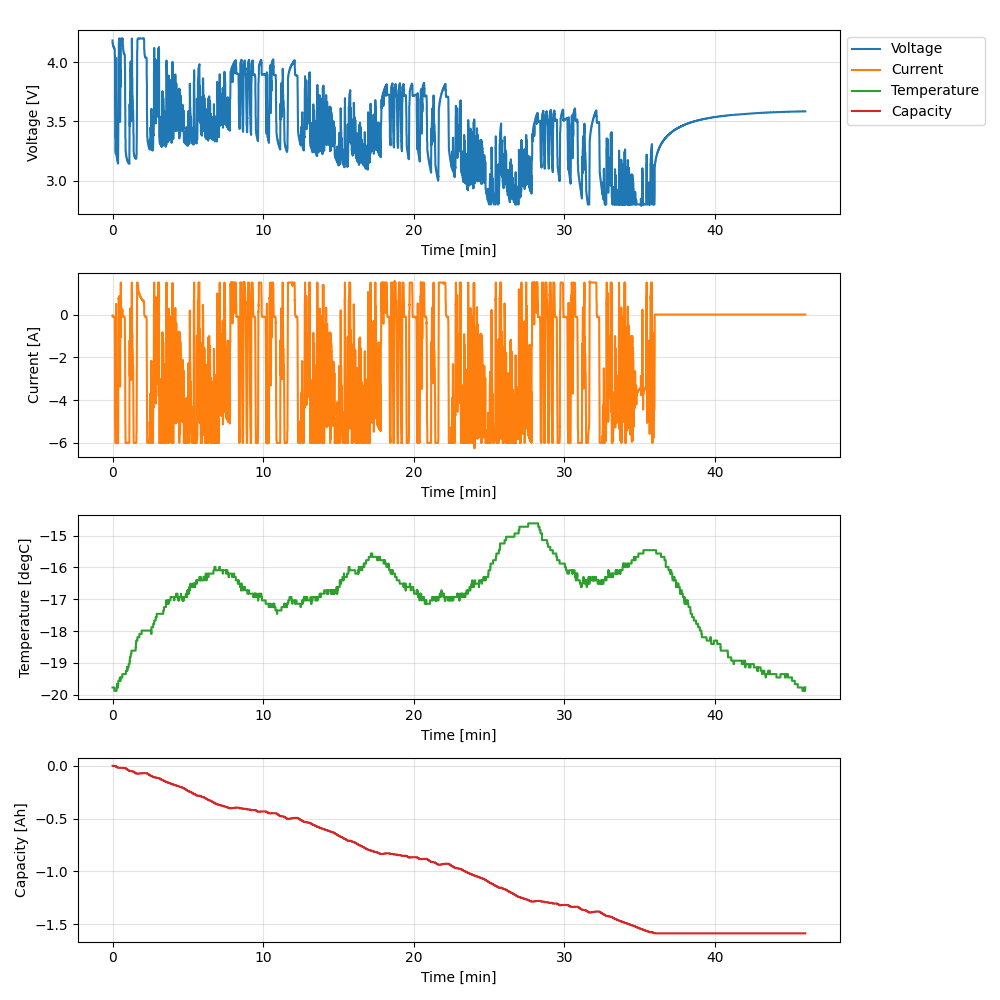 4.0
3.5
3.0
Voltage [V]
0 10 20 30 40
Time [min]
Voltage
Current
Temperature
Capacity
0
−2
−4
−6
Current [A]
0 10 20 30 40
Time [min]
−15
−16
−17
−18
−19
−20
Temperature [degC]
0 10 20 30 40
Time [min]
0.0
−0.5
−1.0
−1.5
Capacity [Ah]
0 10 20 30 40
Time [min]